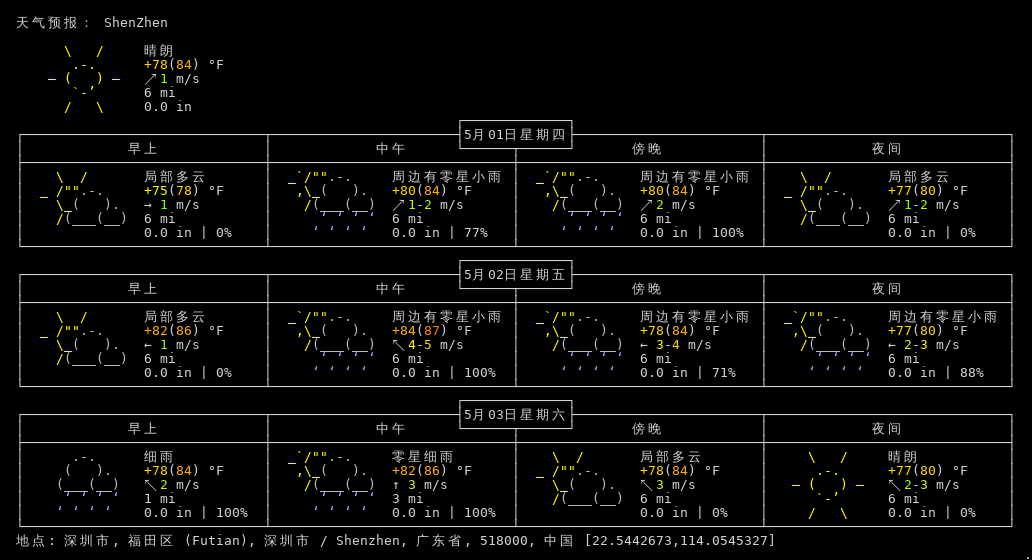 天气预报： ShenZhen
晴朗
+78(84) °F
↗ 1 m/s
6 mi
0.0 in
5月01日星期四
早上 中午 傍晚 夜间
局部多云 周边有零星小雨 周边有零星小雨 局部多云
+75(78) °F +80(84) °F +80(84) °F +77(80) °F
→ 1 m/s ↗ 1-2 m/s ↗ 2 m/s ↗ 1-2 m/s
6 mi 6 mi 6 mi 6 mi
0.0 in | 0% 0.0 in | 77% 0.0 in | 100% 0.0 in | 0%
5月02日星期五
早上 中午 傍晚 夜间
局部多云 周边有零星小雨 周边有零星小雨 周边有零星小雨
+82(86) °F +84(87) °F +78(84) °F +77(80) °F
← 1 m/s ↖ 4-5 m/s ← 3-4 m/s ← 2-3 m/s
6 mi 6 mi 6 mi 6 mi
0.0 in | 0% 0.0 in | 100% 0.0 in | 71% 0.0 in | 88%
5月03日星期六
早上 中午 傍晚 夜间
细雨 零星细雨 局部多云 晴朗
+78(84) °F +82(86) °F +78(84) °F +77(80) °F
↖ 2 m/s ↑ 3 m/s ↖ 3 m/s ↖ 2-3 m/s
1 mi 3 mi 6 mi 6 mi
0.0 in | 100% 0.0 in | 100% 0.0 in | 0% 0.0 in | 0%
地点: 深圳市, 福田区 (Futian), 深圳市 / Shenzhen, 广东省, 518000, 中国 [22.5442673,114.0545327]